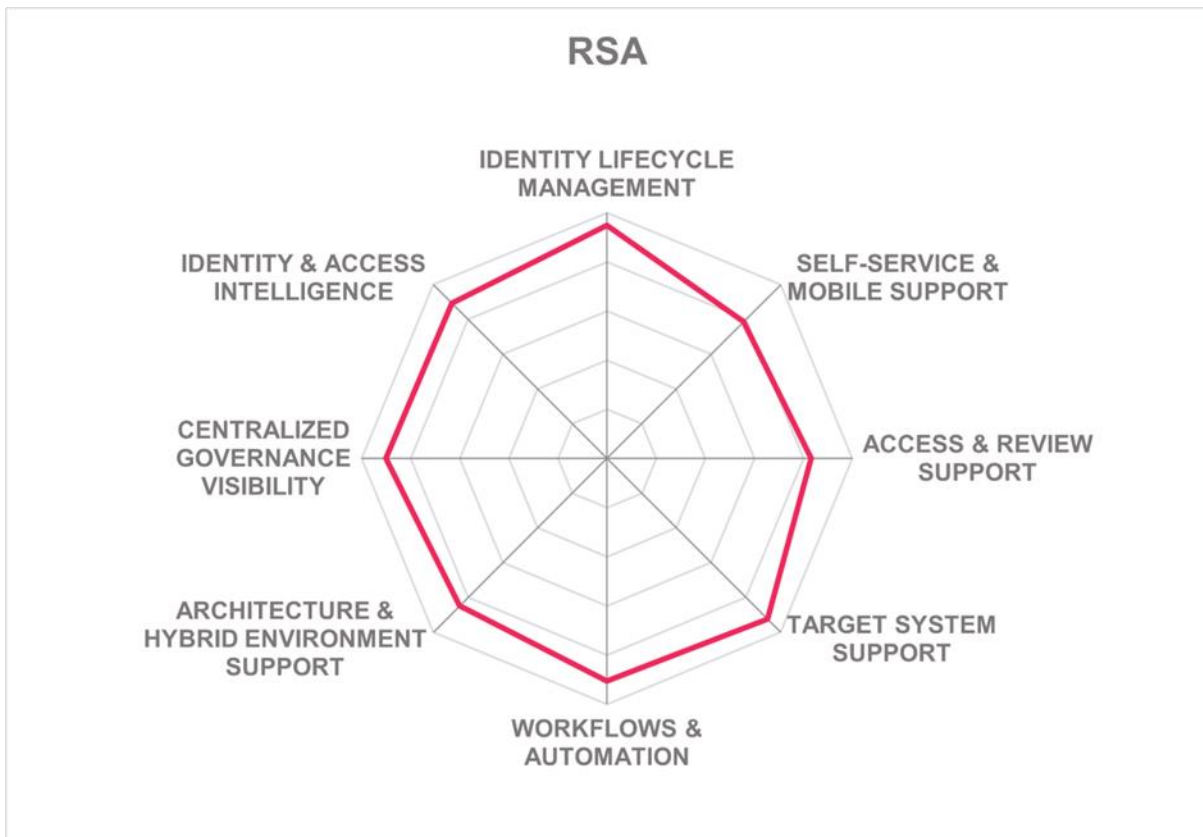 RSA
IDENTITY LIFECYCLE
MANAGEMENT
IDENTITY & ACCESS
INTELLIGENCE
SELF-SERVICE &
MOBILE SUPPORT
CENTRALIZED
GOVERNANCE
VISIBILITY
ACCESS & REVIEW
SUPPORT
ARCHITECTURE &
HYBRID ENVIRONMENT
SUPPORT
TARGET SYSTEM
SUPPORT
WORKFLOWS &
AUTOMATION